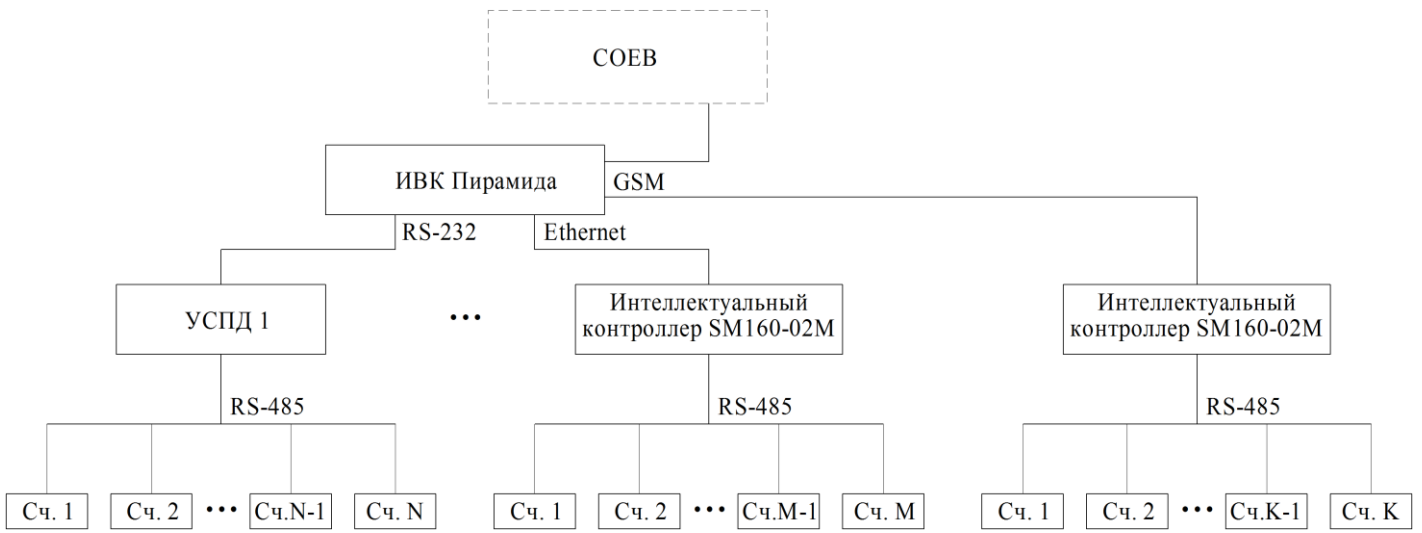 СОЕВ
ИВК Пирамида
GSM
RS-232
Ethernet
УСПД 1
...
Интеллектуальный
контроллер SM160-02M
Интеллектуальный
контроллер SM160-02M
RS-485
RS-485
RS-485
Сч. 1
Сч. 2
...
Сч.N-1
Сч. N
Сч. 1
Сч. 2
...
Сч.M-1
Сч. M
Сч. 1
Сч. 2
...
Сч.K-1
Сч. K